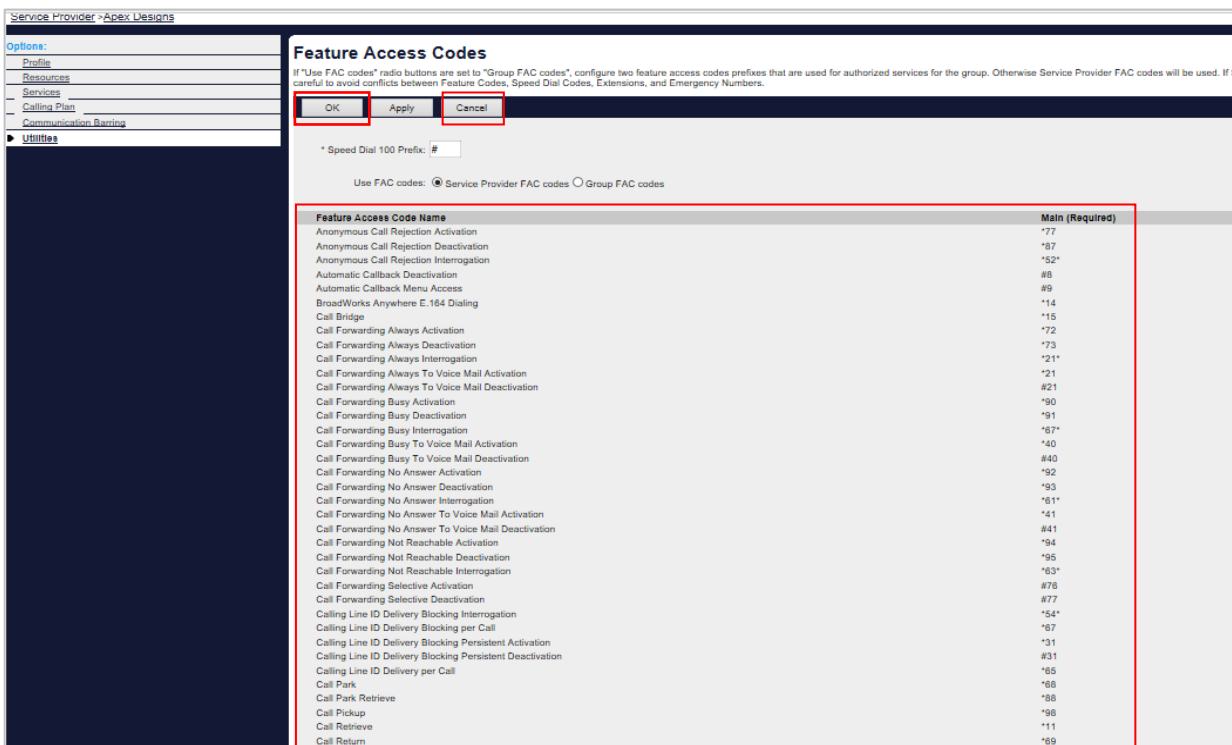 Service Provider >Apex Designs
Options:
Profile
Resources
Services
Calling Plan
Communication Barring
Utilities
Feature Access Codes
If "Use FAC codes" radio buttons are set to "Group FAC codes", configure two feature access codes prefixes that are used for authorized services for the group. Otherwise Service Provider FAC codes will be used. If
careful to avoid conflicts between Feature Codes, Speed Dial Codes, Extensions, and Emergency Numbers.
OK Apply Cancel
* Speed Dial 100 Prefix: #
Use FAC codes: Service Provider FAC codes Group FAC codes
Feature Access Code Name Main (Required)
Anonymous Call Rejection Activation *77
Anonymous Call Rejection Deactivation *87
Anonymous Call Rejection Interrogation *52*
Automatic Callback Deactivation #8
Automatic Callback Menu Access #9
BroadWorks Anywhere E.164 Dialing *14
Call Bridge *15
Call Forwarding Always Activation *72
Call Forwarding Always Deactivation *73
Call Forwarding Always Interrogation *21*
Call Forwarding Always To Voice Mail Activation *21
Call Forwarding Always To Voice Mail Deactivation #21
Call Forwarding Busy Activation *90
Call Forwarding Busy Deactivation *91
Call Forwarding Busy Interrogation *67*
Call Forwarding Busy To Voice Mail Activation *40
Call Forwarding Busy To Voice Mail Deactivation #40
Call Forwarding No Answer Activation *92
Call Forwarding No Answer Deactivation *93
Call Forwarding No Answer Interrogation *61*
Call Forwarding No Answer To Voice Mail Activation *41
Call Forwarding No Answer To Voice Mail Deactivation #41
Call Forwarding Not Reachable Activation *94
Call Forwarding Not Reachable Deactivation *95
Call Forwarding Not Reachable Interrogation *63*
Call Forwarding Selective Activation #76
Call Forwarding Selective Deactivation #77
Calling Line ID Delivery Blocking Interrogation *54*
Calling Line ID Delivery Blocking per Call *67
Calling Line ID Delivery Blocking Persistent Activation *31
Calling Line ID Delivery Blocking Persistent Deactivation #31
Calling Line ID Delivery per Call *65
Call Park *68
Call Park Retrieve *88
Call Pickup *98
Call Retrieve *11
Call Return *69